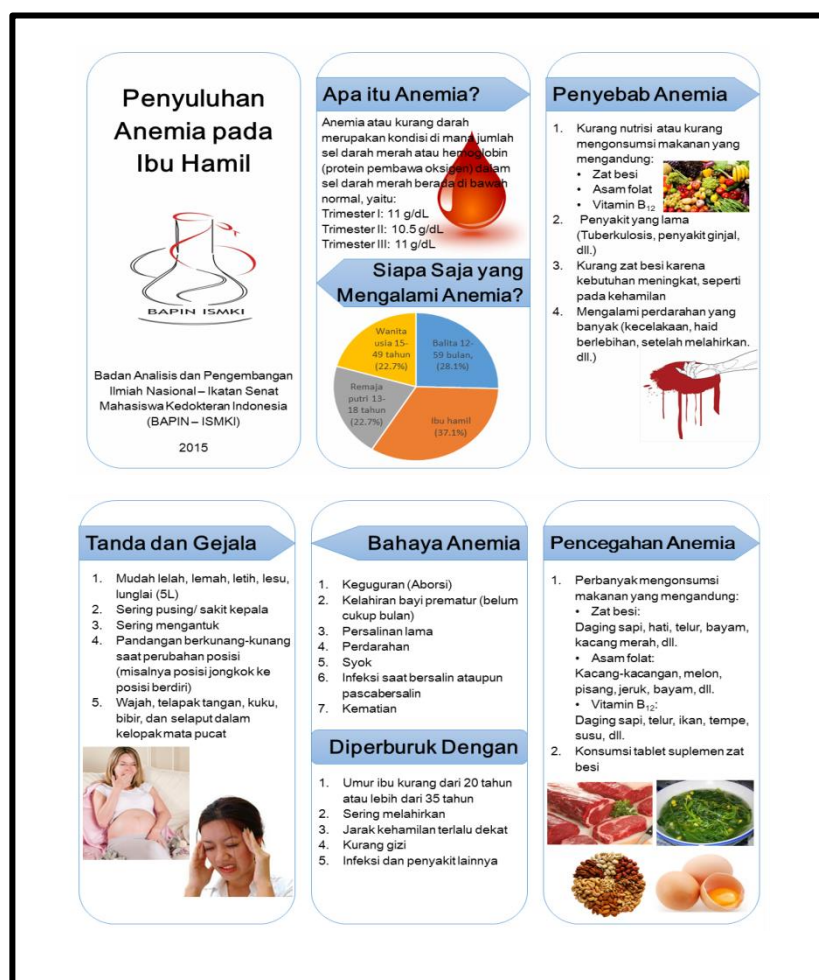 Penyuluhan
Anemia pada
Ibu Hamil
BAPIN ISMKI
Badan Analisis dan Pengembangan
Ilmiah Nasional – Ikatan Senat
Mahasiswa Kedokteran Indonesia
(BAPIN – ISMKI)
2015
Apa itu Anemia?
Anemia atau kurang darah
merupakan kondisi di mana jumlah
sel darah merah atau hemoglobin
(protein pembawa oksigen) dalam
sel darah merah berada di bawah
normal, yaitu:
Trimester I: 11 g/dL
Trimester II: 10.5 g/dL
Trimester III: 11 g/dL
Siapa Saja yang
Mengalami Anemia?
Wanita
usia 15-
49 tahun
(22.7%)
Balita 12-
59 bulan,
(28.1%)
Remaja
putri 13-
18 tahun
(22.7%)
Ibu hamil
(37.1%)
Penyebab Anemia
1. Kurang nutrisi atau kurang
mengonsumsi makanan yang
mengandung:
• Zat besi
• Asam folat
• Vitamin B₁₂
2. Penyakit yang lama
(Tuberkulosis, penyakit ginjal,
dll.)
3. Kurang zat besi karena
kebutuhan meningkat, seperti
pada kehamilan
4. Mengalami perdarahan yang
banyak (kecelakaan, haid
berlebihan, setelah melahirkan.
dll.)
Tanda dan Gejala
1. Mudah lelah, lemah, letih, lesu,
lunglai (5L)
2. Sering pusing/ sakit kepala
3. Sering mengantuk
4. Pandangan berkunang-kunang
saat perubahan posisi
(misalnya posisi jongkok ke
posisi berdiri)
5. Wajah, telapak tangan, kuku,
bibir, dan selaput dalam
kelopak mata pucat
Bahaya Anemia
1. Keguguran (Aborsi)
2. Kelahiran bayi prematur (belum
cukup bulan)
3. Persalinan lama
4. Perdarahan
5. Syok
6. Infeksi saat bersalin ataupun
pascabersalin
7. Kematian
Diperburuk Dengan
1. Umur ibu kurang dari 20 tahun
atau lebih dari 35 tahun
2. Sering melahirkan
3. Jarak kehamilan terlalu dekat
4. Kurang gizi
5. Infeksi dan penyakit lainnya
Pencegahan Anemia
1. Perbanyak mengonsumsi
makanan yang mengandung:
• Zat besi:
Daging sapi, hati, telur, bayam,
kacang merah, dll.
• Asam folat:
Kacang-kacangan, melon,
pisang, jeruk, bayam, dll.
• Vitamin B₁₂:
Daging sapi, telur, ikan, tempe,
susu, dll.
2. Konsumsi tablet suplemen zat
besi